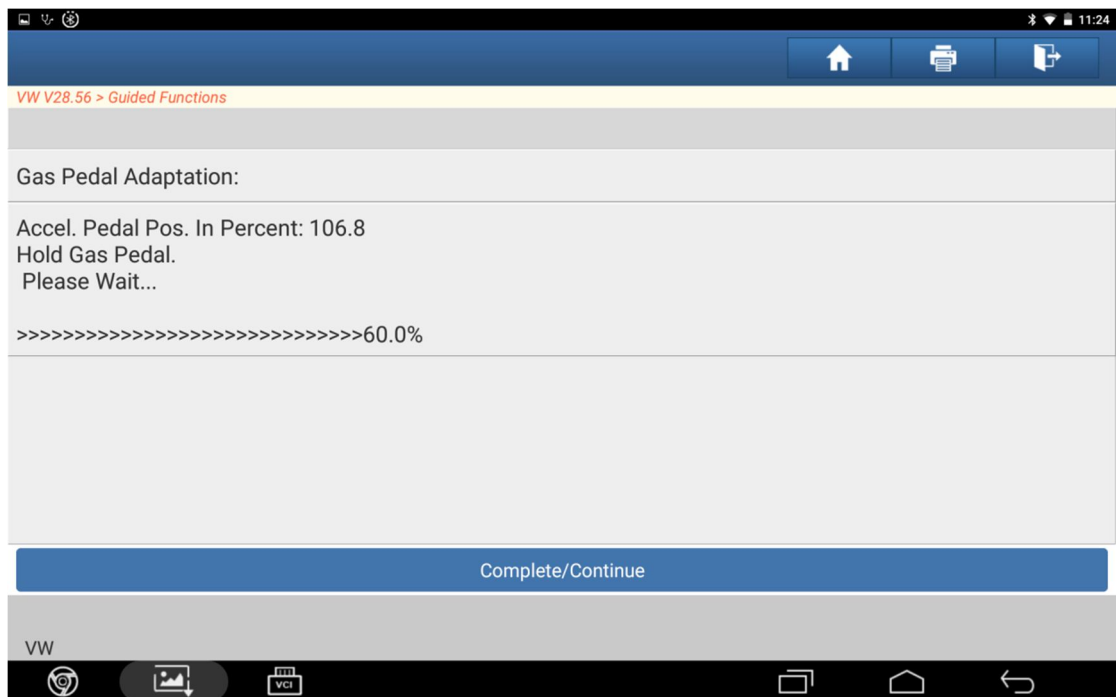 11:24
VW V28.56 > Guided Functions
Gas Pedal Adaptation:
Accel. Pedal Pos. In Percent: 106.8
Hold Gas Pedal.
Please Wait...
>>>>>>>>>>>>>>>>>>>>>>>>>>>>>>60.0%
Complete/Continue
VW
VCI